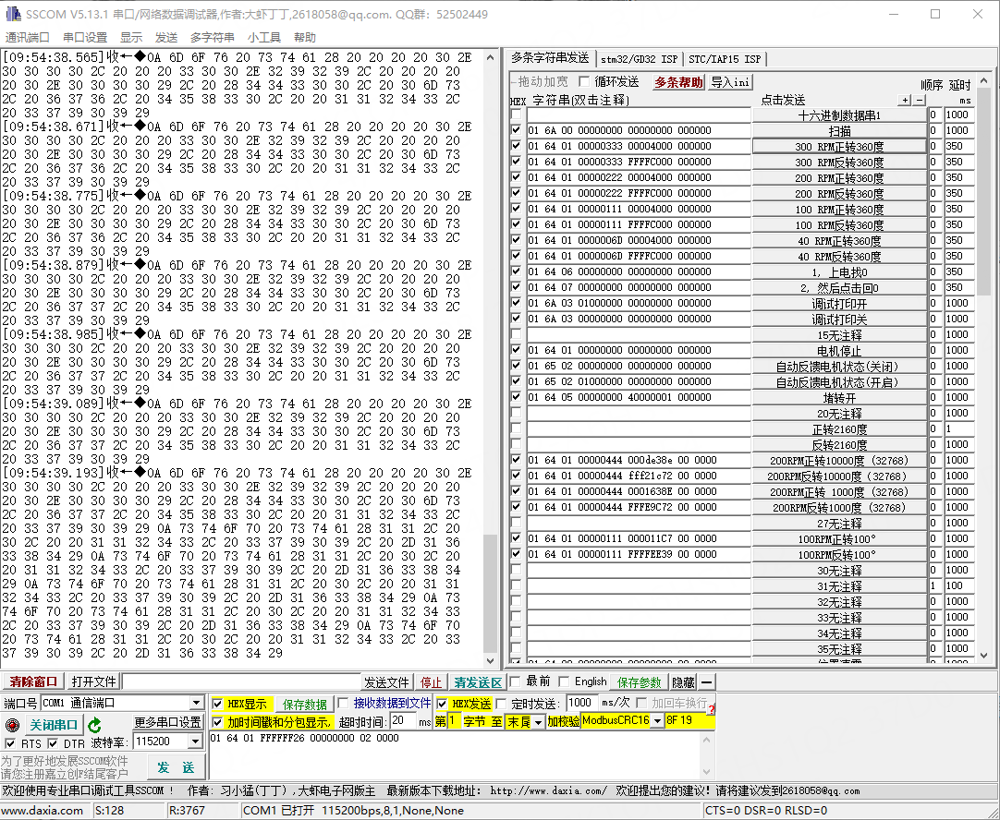 SSCOM V5.13.1 串口/网络数据调试器,作者:大虾丁丁,2618058@qq.com. QQ群：52502449
通讯端口 串口设置 显示 发送 多字符串 小工具 帮助
[09:54:38.565]收←◆0A 6D 6F 76 20 73 74 61 28 20 20 20 20 30 2E
30 30 30 30 2C 20 20 20 33 30 30 2E 32 39 32 39 2C 20 20 20 20
20 30 2E 30 30 30 30 29 2C 20 28 34 34 33 30 30 2C 20 30 6D 73
2C 20 36 37 36 2C 20 34 35 38 33 30 2C 20 20 31 31 32 34 33 2C
20 33 37 39 30 39 29
[09:54:38.671]收←◆0A 6D 6F 76 20 73 74 61 28 20 20 20 20 30 2E
30 30 30 30 2C 20 20 20 33 30 30 2E 32 39 32 39 2C 20 20 20 20
20 30 2E 30 30 30 30 29 2C 20 28 34 34 33 30 30 2C 20 30 6D 73
2C 20 36 37 36 2C 20 34 35 38 33 30 2C 20 20 31 31 32 34 33 2C
20 33 37 39 30 39 29
[09:54:38.775]收←◆0A 6D 6F 76 20 73 74 61 28 20 20 20 20 30 2E
30 30 30 30 2C 20 20 20 33 30 30 2E 32 39 32 39 2C 20 20 20 20
20 30 2E 30 30 30 30 29 2C 20 28 34 34 33 30 30 2C 20 30 6D 73
2C 20 36 37 36 2C 20 34 35 38 33 30 2C 20 20 31 31 32 34 33 2C
20 33 37 39 30 39 29
[09:54:38.879]收←◆0A 6D 6F 76 20 73 74 61 28 20 20 20 20 30 2E
30 30 30 30 2C 20 20 20 33 30 30 2E 32 39 32 39 2C 20 20 20 20
20 30 2E 30 30 30 30 29 2C 20 28 34 34 33 30 30 2C 20 30 6D 73
2C 20 36 37 37 2C 20 34 35 38 33 30 2C 20 20 31 31 32 34 33 2C
20 33 37 39 30 39 29
[09:54:38.985]收←◆0A 6D 6F 76 20 73 74 61 28 20 20 20 20 30 2E
30 30 30 30 2C 20 20 20 33 30 30 2E 32 39 32 39 2C 20 20 20 20
20 30 2E 30 30 30 30 29 2C 20 28 34 34 33 30 30 2C 20 30 6D 73
2C 20 36 37 37 2C 20 34 35 38 33 30 2C 20 20 31 31 32 34 33 2C
20 33 37 39 30 39 29
[09:54:39.089]收←◆0A 6D 6F 76 20 73 74 61 28 20 20 20 20 30 2E
30 30 30 30 2C 20 20 20 33 30 30 2E 32 39 32 39 2C 20 20 20 20
20 30 2E 30 30 30 30 29 2C 20 28 34 34 33 30 30 2C 20 30 6D 73
2C 20 36 37 37 2C 20 34 35 38 33 30 2C 20 20 31 31 32 34 33 2C
20 33 37 39 30 39 29
[09:54:39.193]收←◆0A 6D 6F 76 20 73 74 61 28 20 20 20 20 30 2E
30 30 30 30 2C 20 20 20 33 30 30 2E 32 39 32 39 2C 20 20 20 20
20 30 2E 30 30 30 30 29 2C 20 28 34 34 33 30 30 2C 20 30 6D 73
2C 20 36 37 37 2C 20 34 35 38 33 30 2C 20 20 31 31 32 34 33 2C
20 33 37 39 30 39 29 0A 73 74 6F 70 20 73 74 61 28 31 31 2C 20
30 2C 20 20 31 31 32 34 33 2C 20 33 37 39 30 39 2C 20 2D 31 36
33 38 34 29 0A 73 74 6F 70 20 73 74 61 28 31 31 2C 20 30 2C 20
20 31 31 32 34 33 2C 20 33 37 39 30 39 2C 20 2D 31 36 33 38 34
29 0A 73 74 6F 70 20 73 74 61 28 31 31 2C 20 30 2C 20 20 31 31
32 34 33 2C 20 33 37 39 30 39 2C 20 2D 31 36 33 38 34 29 0A 73
74 6F 70 20 73 74 61 28 31 31 2C 20 30 2C 20 20 31 31 32 34 33
2C 20 33 37 39 30 39 2C 20 2D 31 36 33 38 34 29 0A 73 74 6F 70
20 73 74 61 28 31 31 2C 20 30 2C 20 20 31 31 32 34 33 2C 20 33
37 39 30 39 2C 20 2D 31 36 33 38 34 29
多条字符串发送 stm32/GD32 ISP STC/IAP15 ISP
←拖动加宽 循环发送 多条帮助 导入ini 顺序 延时
HEX 字符串(双击注释) 点击发送 + − ms
十六进制数据串1 0 1000
01 6A 00 00000000 00000000 000000 扫描 0 1000
01 64 01 00000333 00004000 000000 300 RPM正转360度 0 350
01 64 01 00000333 FFFFC000 000000 300 RPM反转360度 0 350
01 64 01 00000222 00004000 000000 200 RPM正转360度 0 350
01 64 01 00000222 FFFFC000 000000 200 RPM反转360度 0 350
01 64 01 00000111 00004000 000000 100 RPM正转360度 0 350
01 64 01 00000111 FFFFC000 000000 100 RPM反转360度 0 350
01 64 01 0000006D 00004000 000000 40 RPM正转360度 0 350
01 64 01 0000006D FFFFC000 000000 40 RPM反转360度 0 350
01 64 06 00000000 00000000 000000 1, 上电找0 0 350
01 64 07 00000000 00000000 000000 2, 然后点击回0 0 350
01 6A 03 01000000 00000000 000000 调试打印开 0 1000
01 6A 03 00000000 00000000 000000 调试打印关 0 1000
15无注释 0 1000
01 64 01 00000000 00000000 000000 电机停止 0 1000
01 65 02 00000000 00000000 000000 自动反馈电机状态(关闭) 0 1000
01 65 02 01000000 00000000 000000 自动反馈电机状态(开启) 0 1000
01 64 05 00000000 40000001 000000 堵转开 0 1000
20无注释 0 1000
正转2160度 0 1
反转2160度 0 1000
01 64 01 00000444 000de38e 00 0000 200RPM正转10000度（32768） 0 1000
01 64 01 00000444 fff21c72 00 0000 200RPM反转10000度（32768） 0 1000
01 64 01 00000444 0001638E 00 0000 200RPM正转 1000度（32768） 0 1000
01 64 01 00000444 FFFE9C72 00 0000 200RPM反转1000度（32768） 0 1000
27无注释 0 1000
01 64 01 00000111 000011C7 00 0000 100RPM正转100° 0 1000
01 64 01 00000111 FFFFEE39 00 0000 100RPM反转100° 0 1000
30无注释 0 1000
31无注释 1 100
32无注释 0 1000
33无注释 0 1000
34无注释 0 1000
35无注释 0 1000
清除窗口 打开文件 发送文件 停止 清发送区 最前 English 保存参数 隐藏 −
端口号 COM1 通信端口 HEX显示 保存数据 接收数据到文件 HEX发送 定时发送: 1000 ms/次 加回车换行
关闭串口 更多串口设置 加时间戳和分包显示, 超时时间: 20 ms 第 1 字节 至 末尾 加校验 ModbusCRC16 8F 19
RTS DTR 波特率: 115200 01 64 01 FFFFFF26 00000000 02 0000
为了更好地发展SSCOM软件
请您注册嘉立创F结尾客户 发 送
欢迎使用专业串口调试工具SSCOM ! 作者: 习小猛(丁丁),大虾电子网版主 最新版本下载地址: http://www.daxia.com/ 欢迎提出您的建议! 请将建议发到2618058@qq.com
www.daxia.com S:128 R:3767 COM1 已打开 115200bps,8,1,None,None CTS=0 DSR=0 RLSD=0